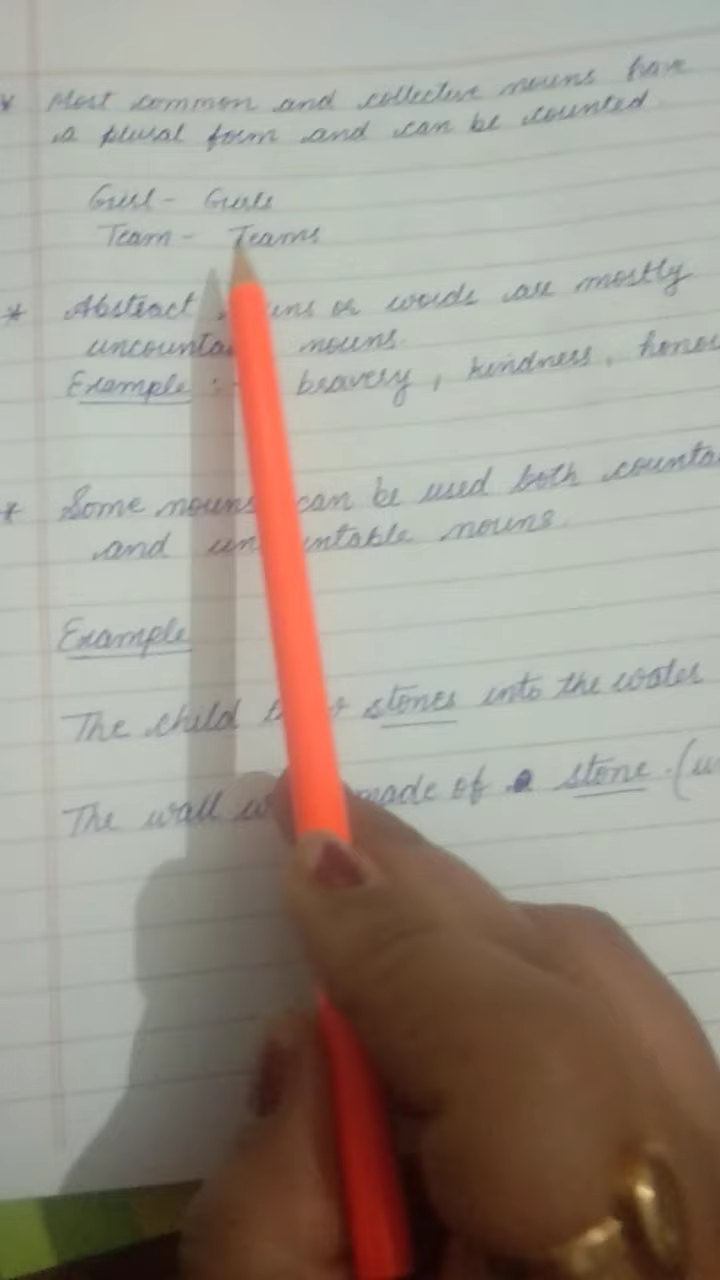 * Most common and collective nouns have
a plural form and can be counted.
Girl - Girls
Team - Teams
* Abstract or words are mostly
nouns.
Example :- bravery, kindness,
* Some nouns can be used both
and nouns.
Example
The child stones into the water
The wall made of a stone. (